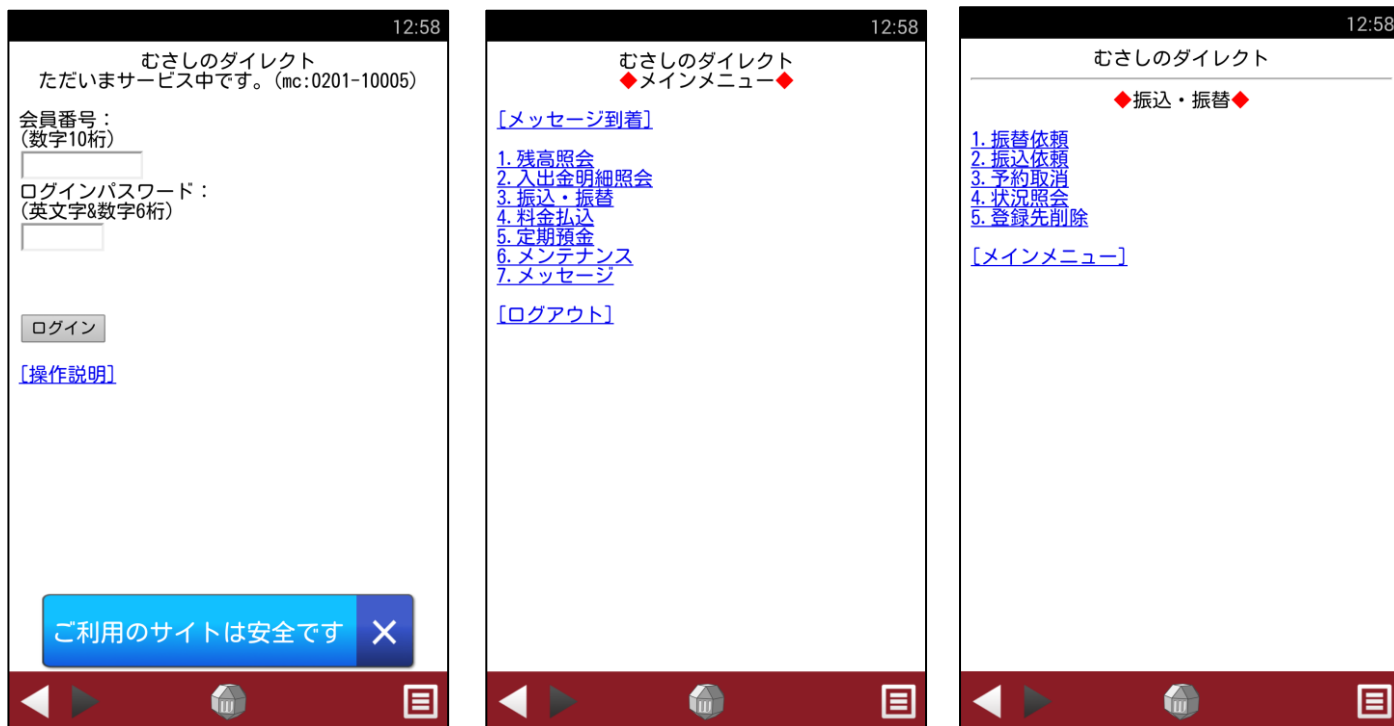 12:58
むさしのダイレクト
ただいまサービス中です。(mc:0201-10005)
会員番号：
(数字10桁)
ログインパスワード：
(英文字&数字6桁)
ログイン
[操作説明]
ご利用のサイトは安全です
12:58
むさしのダイレクト
◆メインメニュー◆
[メッセージ到着]
1.残高照会
2.入出金明細照会
3.振込・振替
4.料金払込
5.定期預金
6.メンテナンス
7.メッセージ
[ログアウト]
12:58
むさしのダイレクト
◆振込・振替◆
1.振替依頼
2.振込依頼
3.予約取消
4.状況照会
5.登録先削除
[メインメニュー]